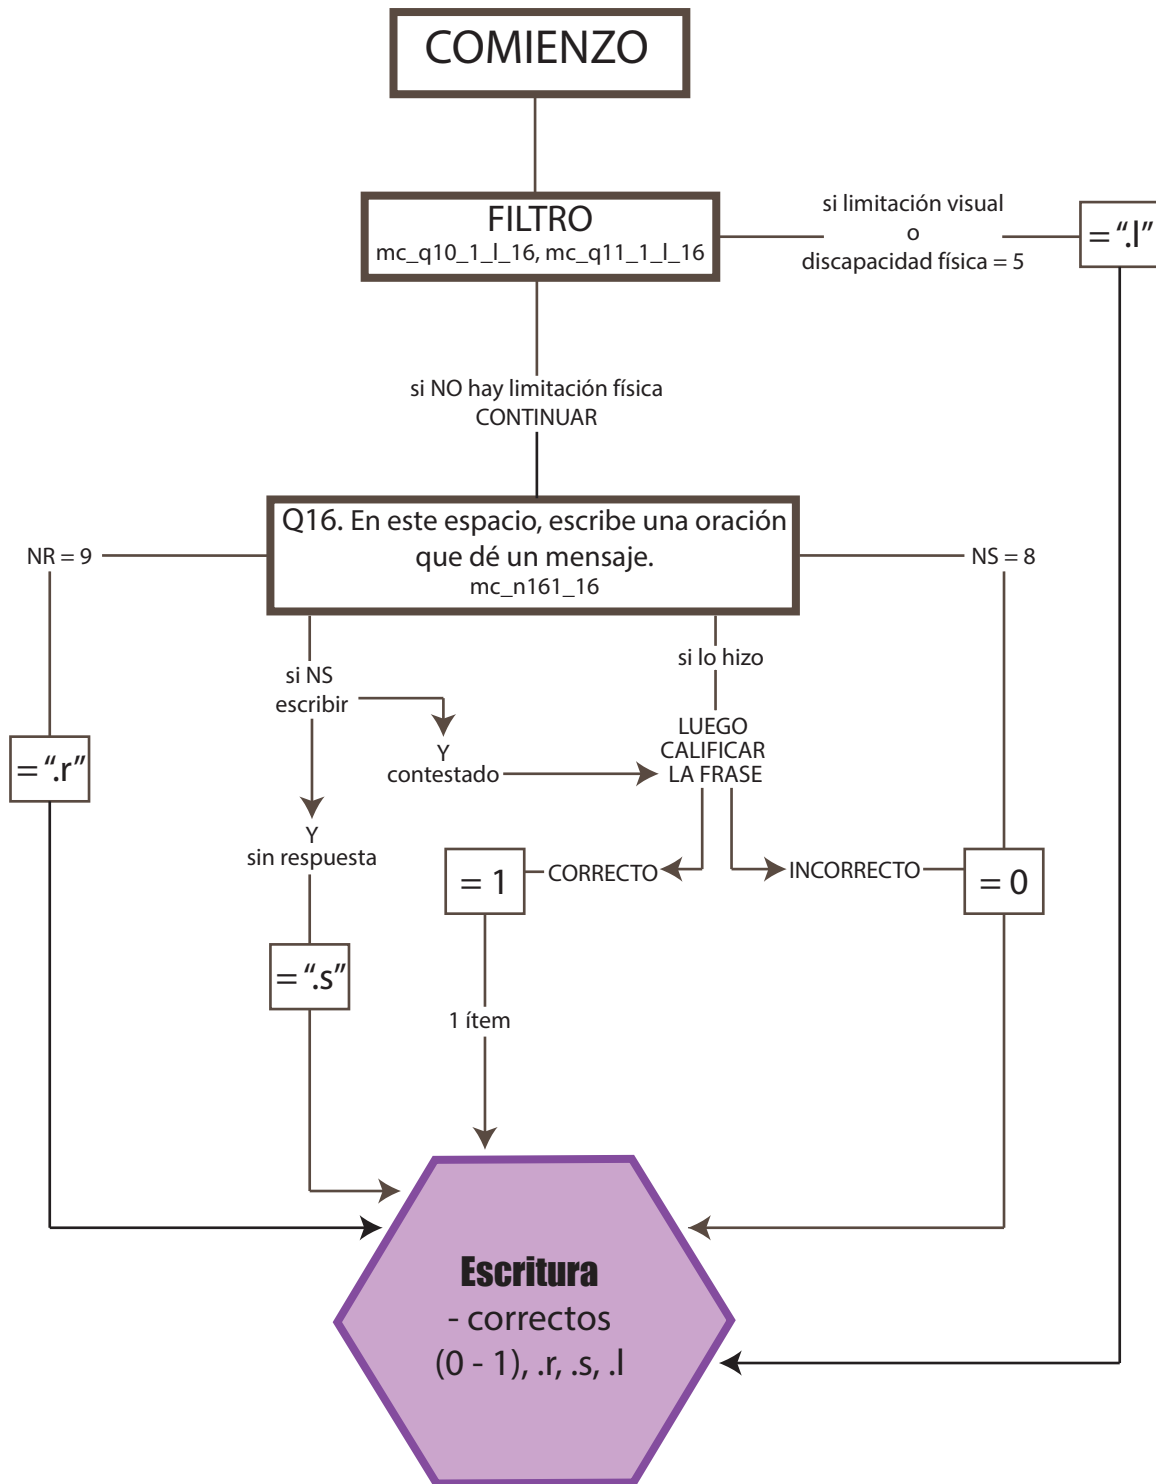 COMIENZO
FILTRO
mc_q10_1_l_16, mc_q11_1_l_16
si limitación visual
o
discapacidad física = 5
= “.l”
si NO hay limitación física
CONTINUAR
Q16. En este espacio, escribe una oración
que dé un mensaje.
mc_n161_16
NR = 9
NS = 8
si NS
escribir
si lo hizo
= “.r”
Y
contestado
LUEGO
CALIFICAR
LA FRASE
Y
sin respuesta
= 1
CORRECTO
INCORRECTO
= 0
= “.s”
1 ítem
Escritura
- correctos
(0 - 1), .r, .s, .l